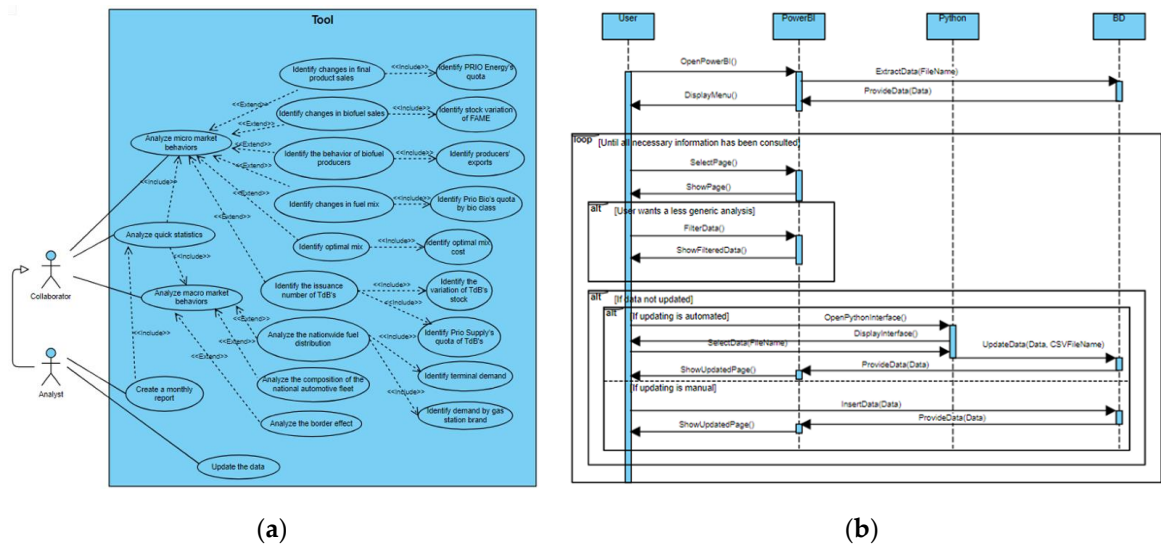 Tool
Identify changes in final
product sales
<<Include>>
Identify PRIO Energy's
quota
<<Extend>>
Identify changes in biofuel sales
<<Include>>
Identify stock variation
of FAME
Analyze micro market
behaviors
<<Extend>>
<<Extend>>
Identify the behavior of biofuel
producers
<<Include>>
Identify producers'
exports
<<Include>>
<<Extend>>
Identify changes in fuel mix
<<Include>>
Identify Prio Bio's quota
by bio class
<<Extend>>
<<Extend>>
Analyze quick statistics
Identify optimal mix
<<Include>>
Identify optimal mix
cost
<<Include>>
Collaborator
Analyze macro market
behaviors
Identify the issuance
number of TdB's
<<Include>>
<<Include>>
Identify the
variation of TdB's
stock
<<Include>>
<<Extend>>
Analyze the nationwide fuel
distribution
Identify Prio Supply's
quota of TdB's
<<Extend>>
<<Extend>>
<<Include>>
Identify terminal demand
Analyst
Create a monthly
report
Analyze the composition of the
national automotive fleet
<<Include>>
Identify demand by gas
station brand
Analyze the border effect
Update the data
(a)
User
PowerBI
Python
BD
OpenPowerBI()
ExtractData(FileName)
ProvideData(Data)
DisplayMenu()
loop
[Until all necessary information has been consulted]
SelectPage()
ShowPage()
alt
[User wants a less generic analysis]
FilterData()
ShowFilteredData()
alt
[If data not updated]
alt
[If updating is automated]
OpenPythonInterface()
DisplayInterface()
SelectData(FileName)
UpdateData(Data, CSVFileName)
ProvideData(Data)
ShowUpdatedPage()
[If updating is manual]
InsertData(Data)
ProvideData(Data)
ShowUpdatedPage()
(b)